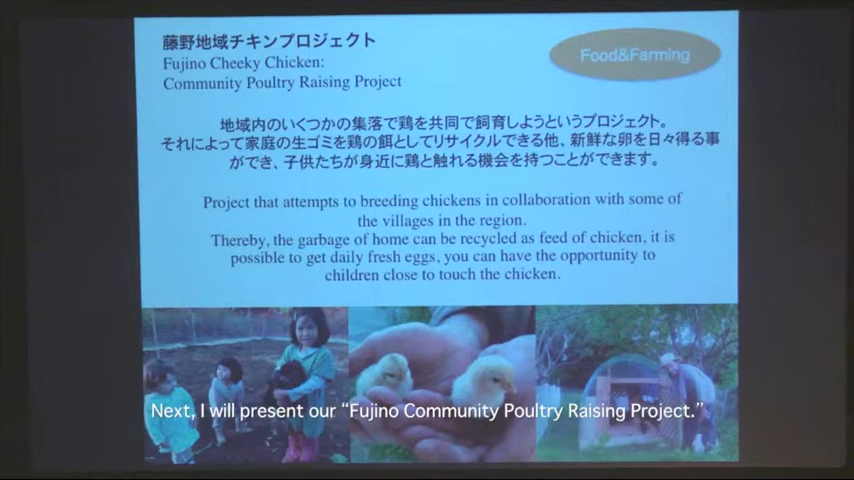 藤野地域チキンプロジェクト
Fujino Cheeky Chicken:
Community Poultry Raising Project
Food&Farming
地域内のいくつかの集落で鶏を共同で飼育しようというプロジェクト。
それによって家庭の生ゴミを鶏の餌としてリサイクルできる他、新鮮な卵を日々得る事
ができ、子供たちが身近に鶏と触れる機会を持つことができます。
Project that attempts to breeding chickens in collaboration with some of
the villages in the region.
Thereby, the garbage of home can be recycled as feed of chicken, it is
possible to get daily fresh eggs, you can have the opportunity to
children close to touch the chicken.
Next, I will present our “Fujino Community Poultry Raising Project.”